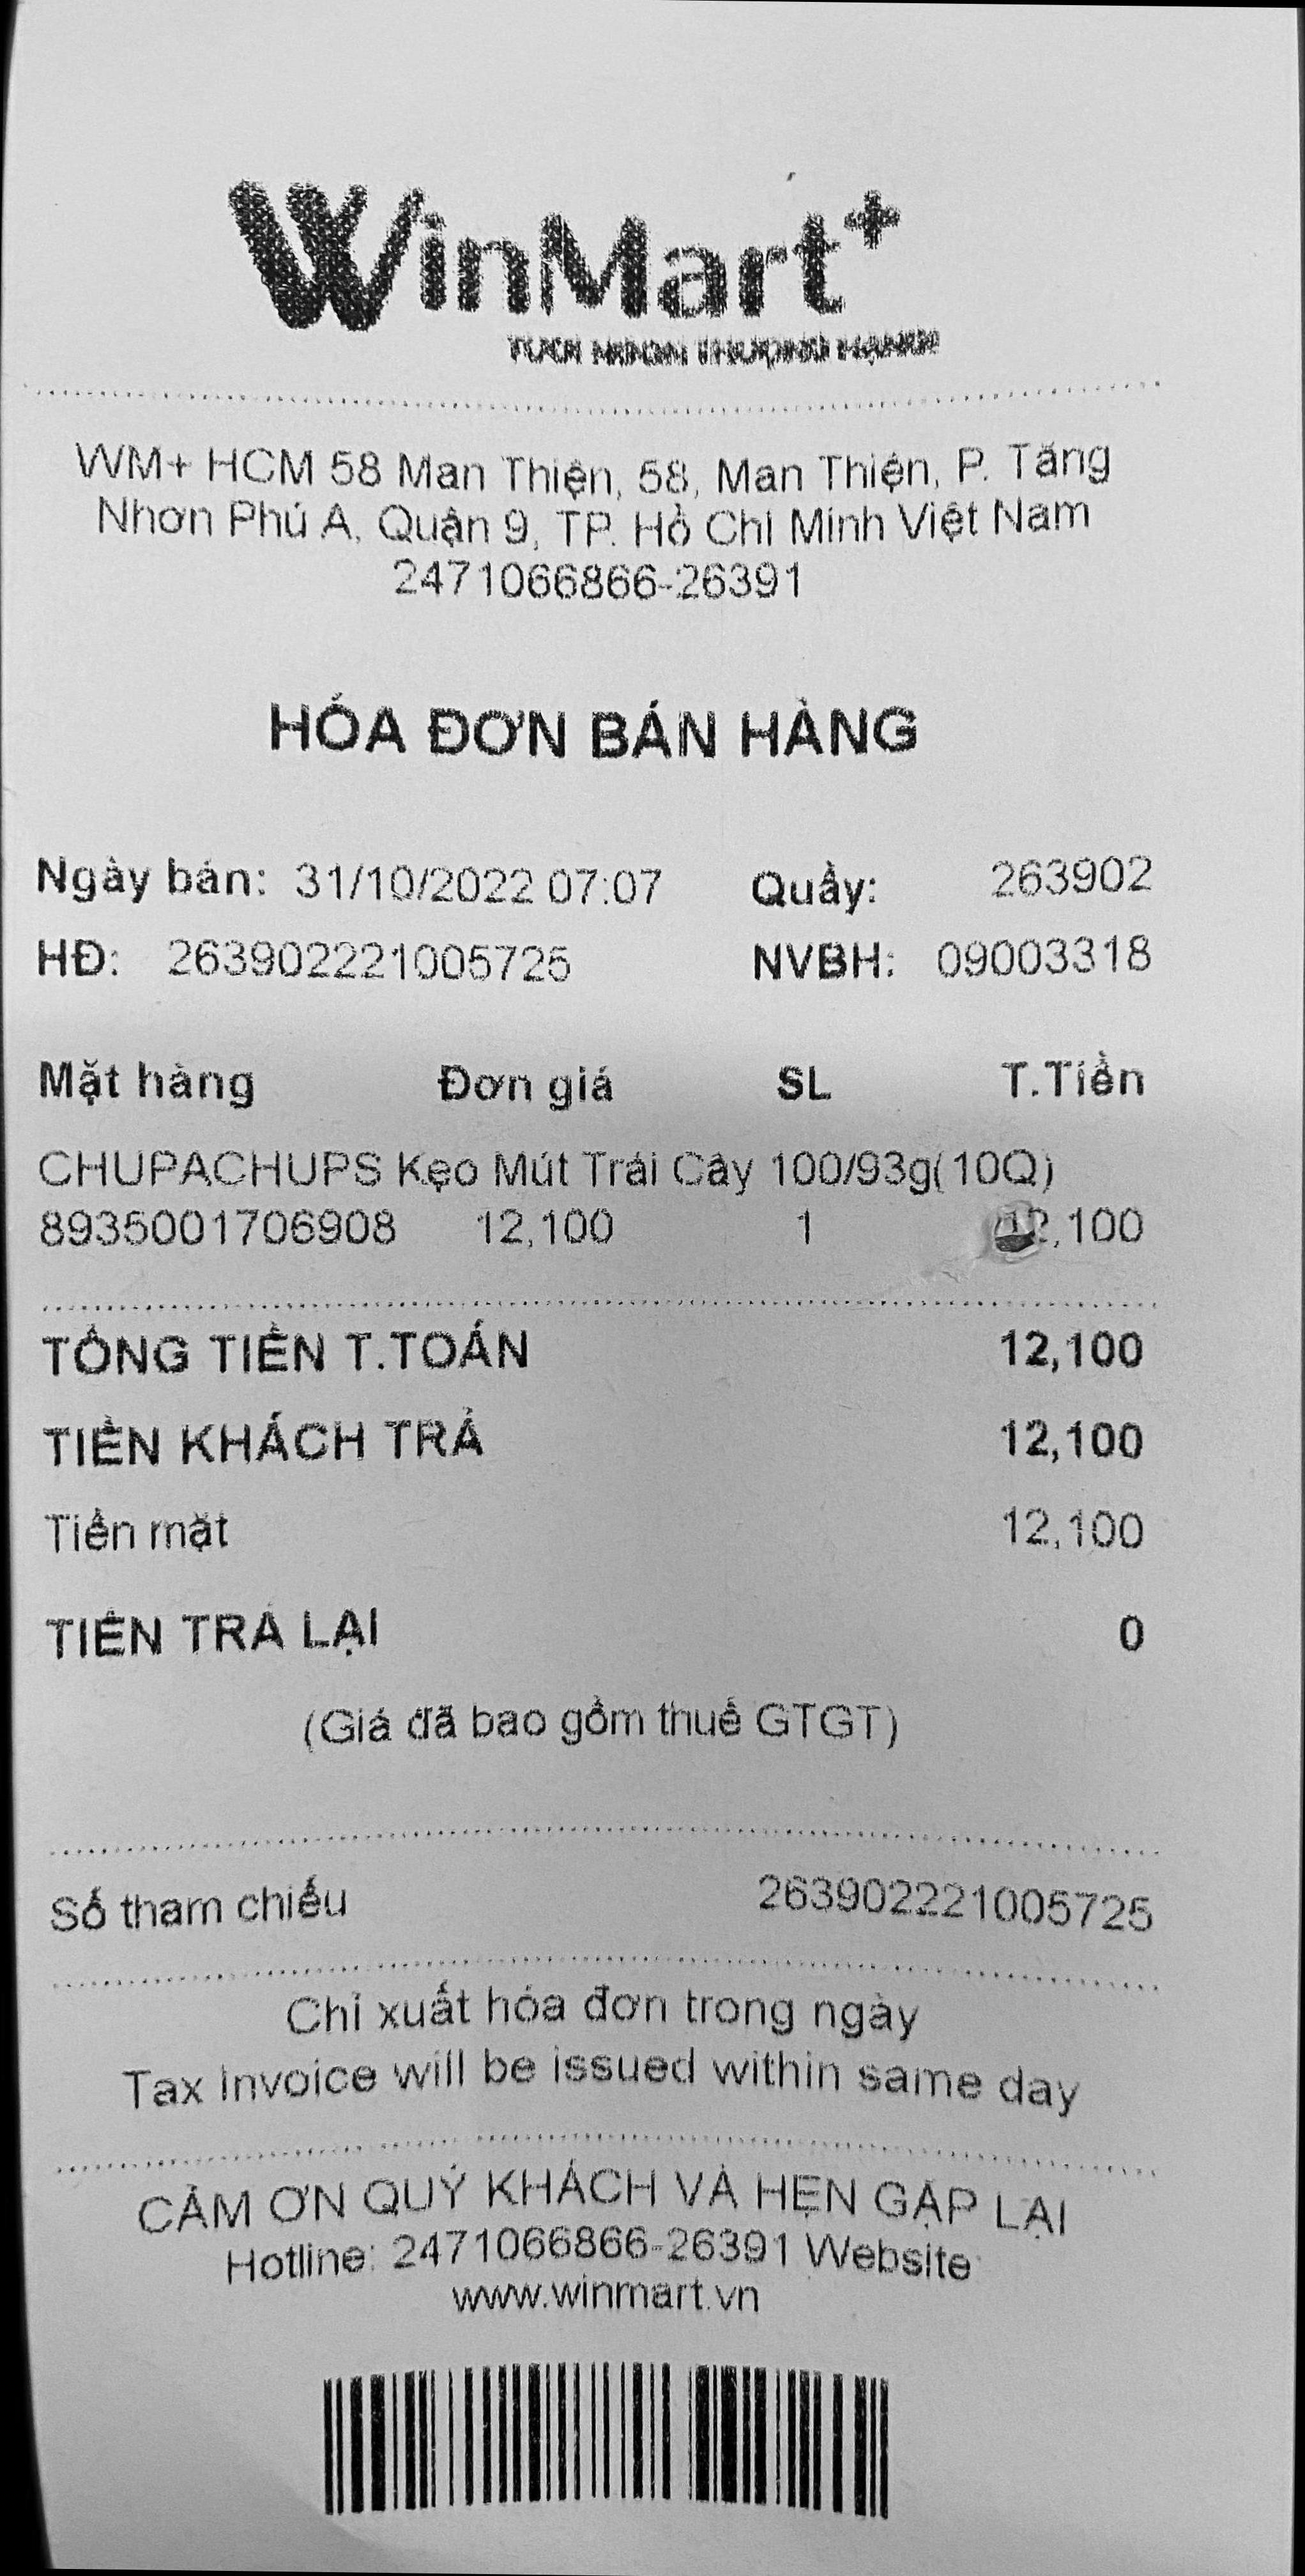 WinMart+
TƯƠI NGON THƯỢNG HẠNG
WM+ HCM 58 Man Thiện, 58, Man Thiện, P. Tăng
Nhơn Phú A, Quận 9, TP. Hồ Chí Minh Việt Nam
2471066866-26391
HÓA ĐƠN BÁN HÀNG
Ngày bán: 31/10/2022 07:07 Quầy: 263902
HĐ: 263902221005725 NVBH: 09003318
Mặt hàng Đơn giá SL T.Tiền
CHUPACHUPS Kẹo Mút Trái Cây 100/93g(10Q)
8935001706908 12,100 1 12,100
TỔNG TIỀN T.TOÁN 12,100
TIỀN KHÁCH TRẢ 12,100
Tiền mặt 12,100
TIỀN TRẢ LẠI 0
(Giá đã bao gồm thuế GTGT)
Số tham chiếu 263902221005725
Chỉ xuất hóa đơn trong ngày
Tax invoice will be issued within same day
CẢM ƠN QUÝ KHÁCH VÀ HẸN GẶP LẠI
Hotline: 2471066866-26391 Website:
www.winmart.vn